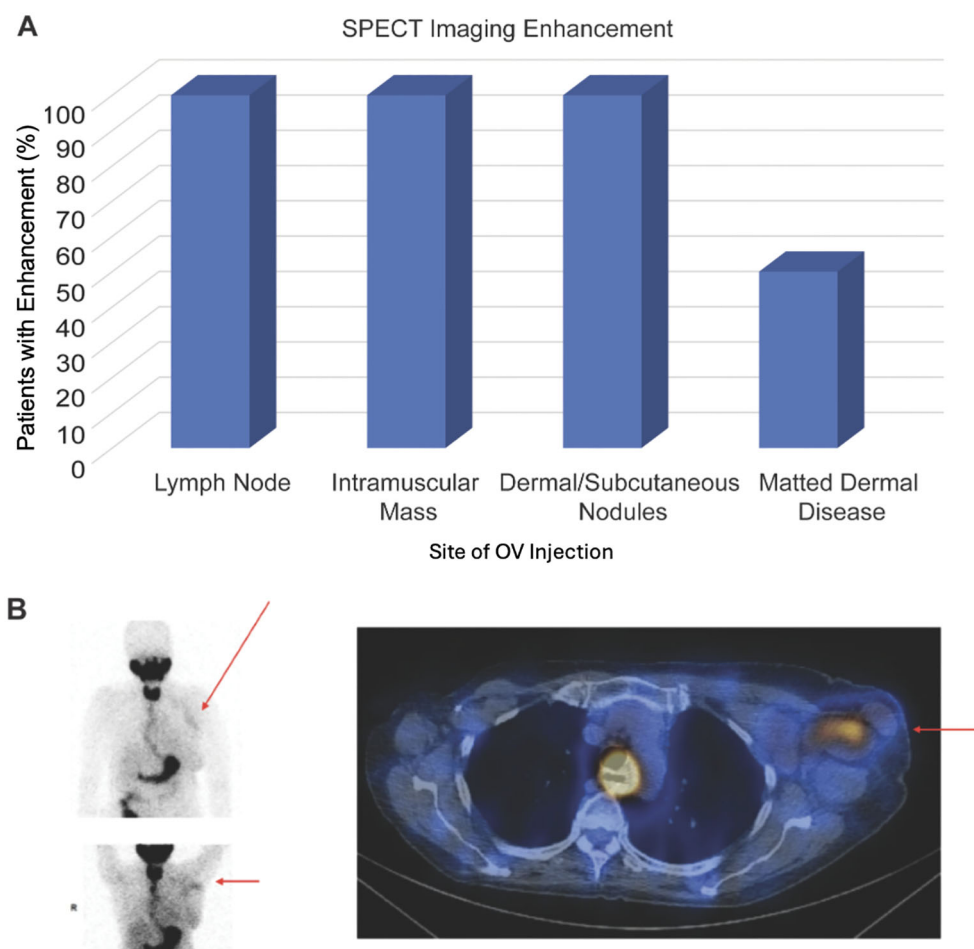 A
SPECT Imaging Enhancement
Patients with Enhancement (%)
100
90
80
70
60
50
40
30
20
10
0
Lymph Node
Intramuscular
Mass
Dermal/Subcutaneous
Nodules
Matted Dermal
Disease
Site of OV Injection
B
R